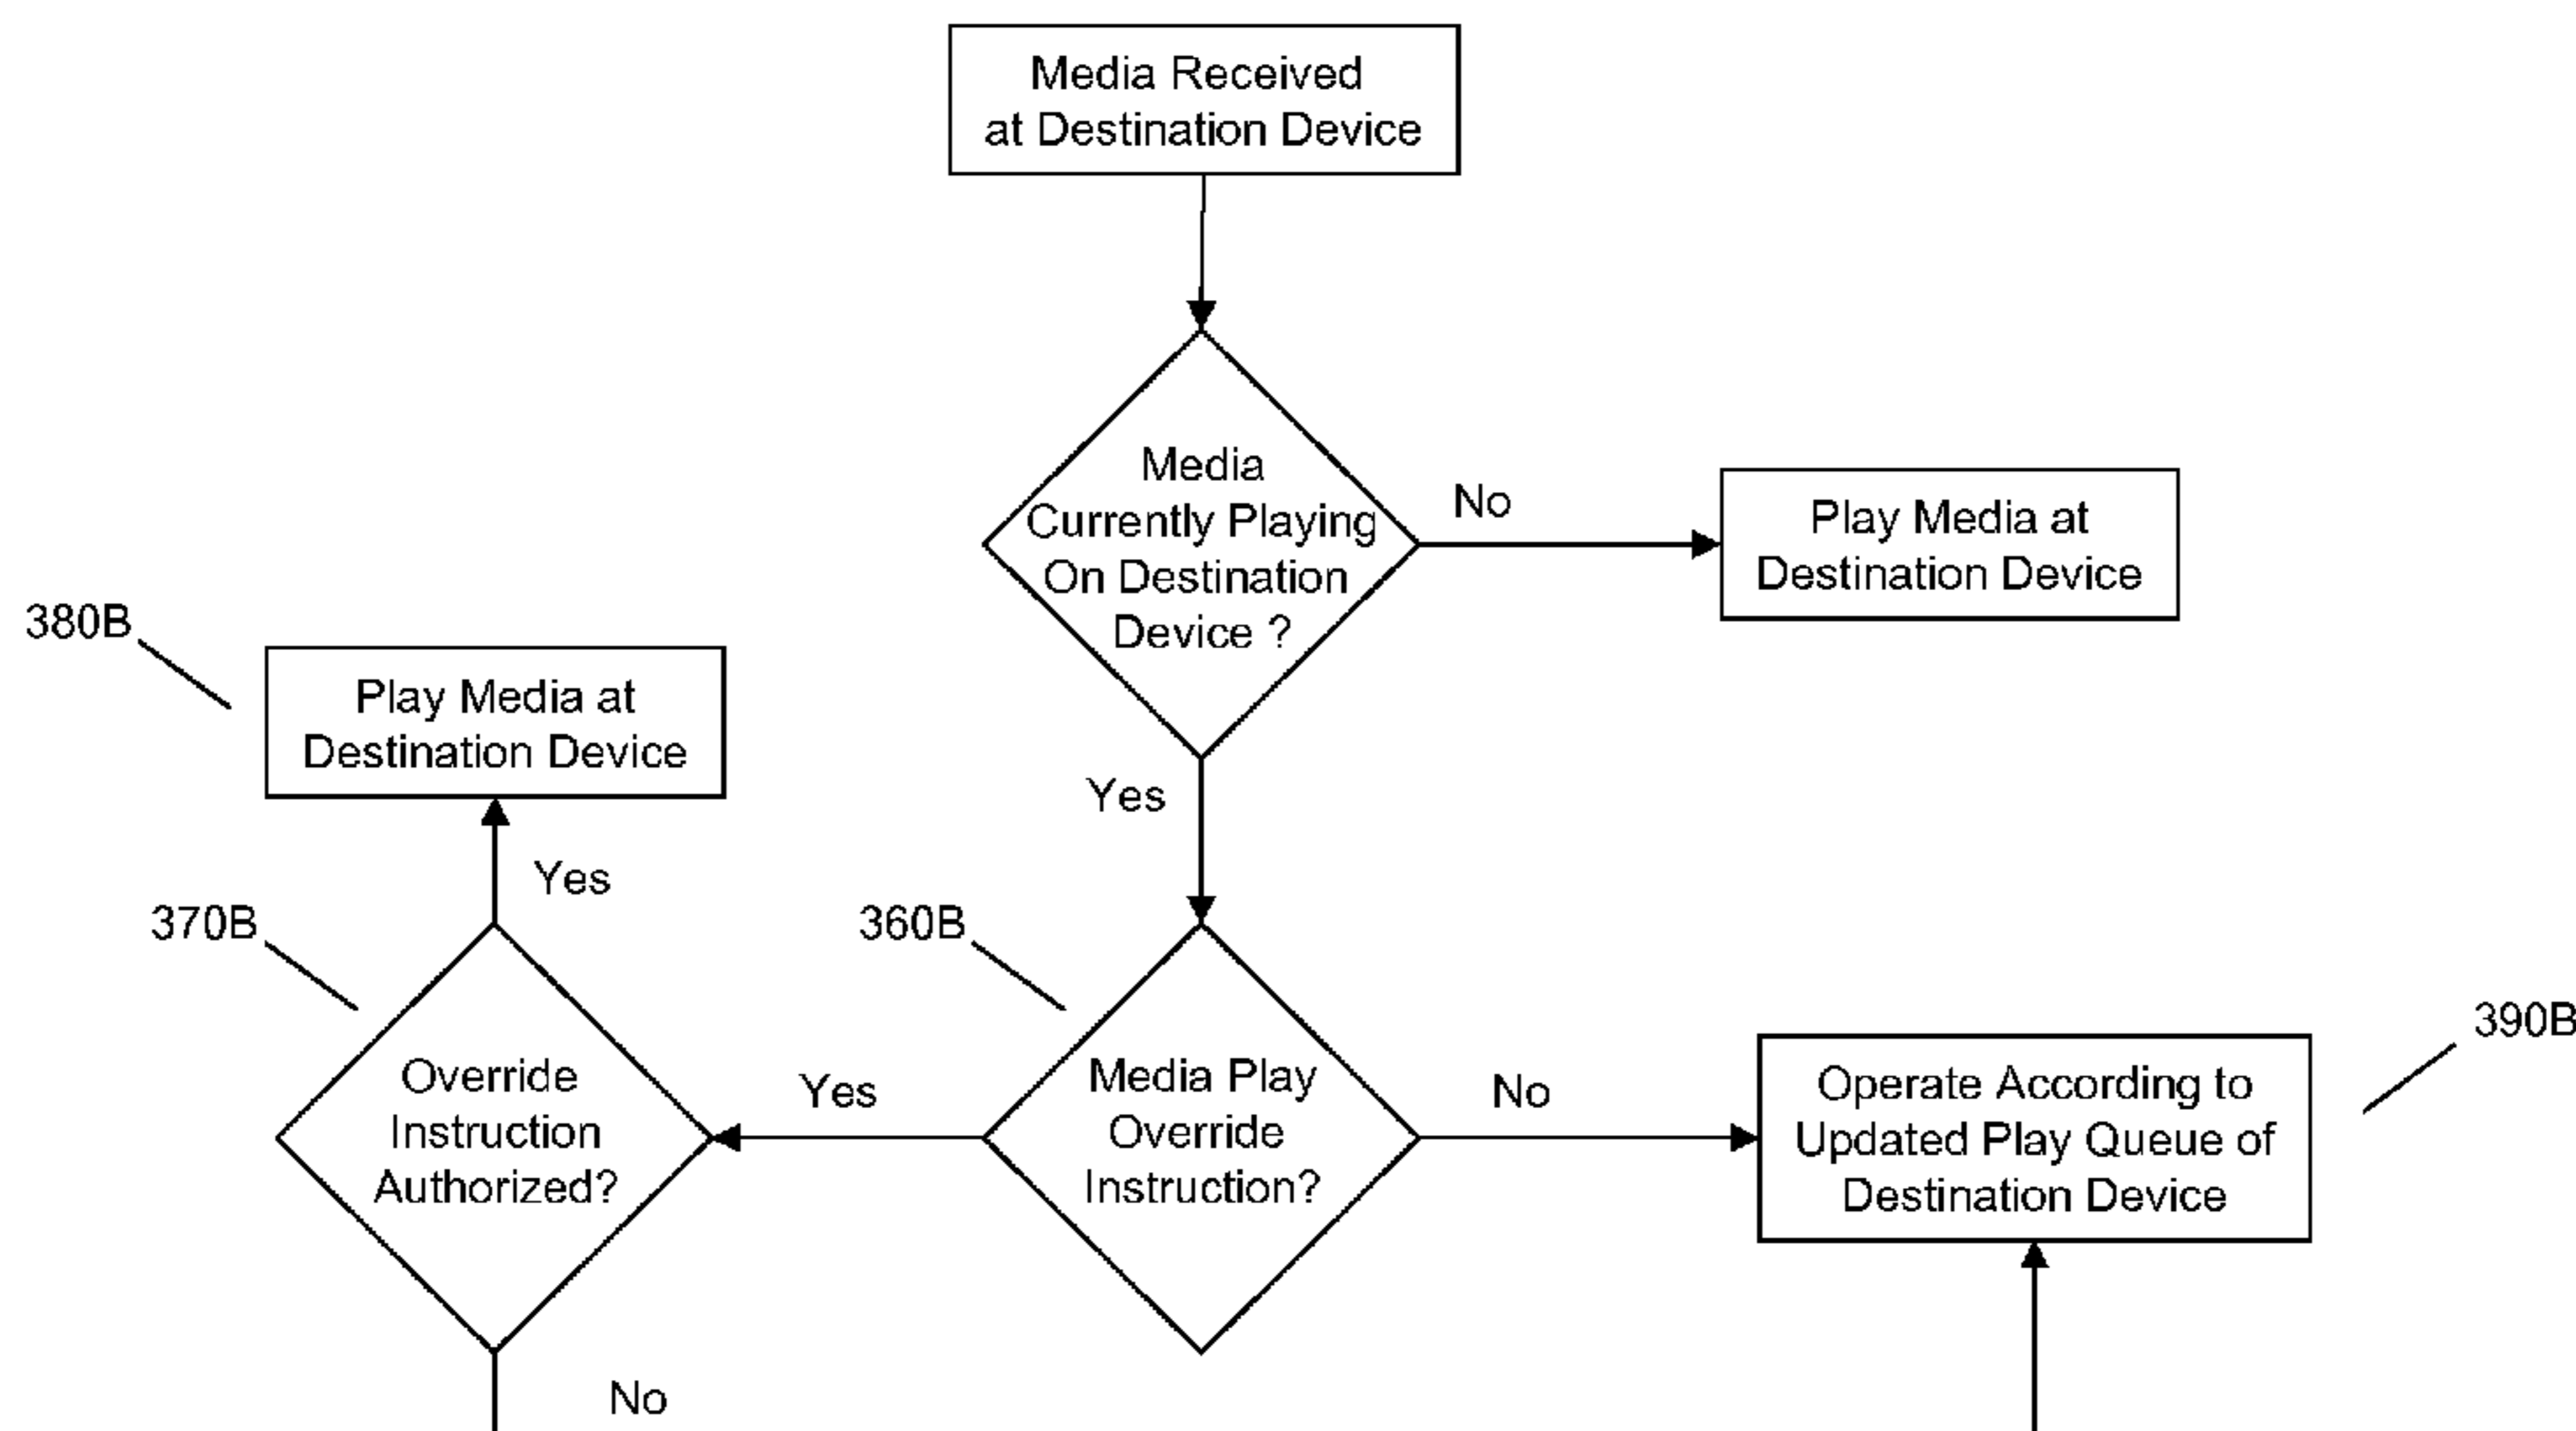 Media Received
at Destination Device
Media
Currently Playing
On Destination
Device ?
No
Play Media at
Destination Device
380B
Play Media at
Destination Device
Yes
Yes
370B
360B
390B
Override
Instruction
Authorized?
Yes
Media Play
Override
Instruction?
No
Operate According to
Updated Play Queue of
Destination Device
No